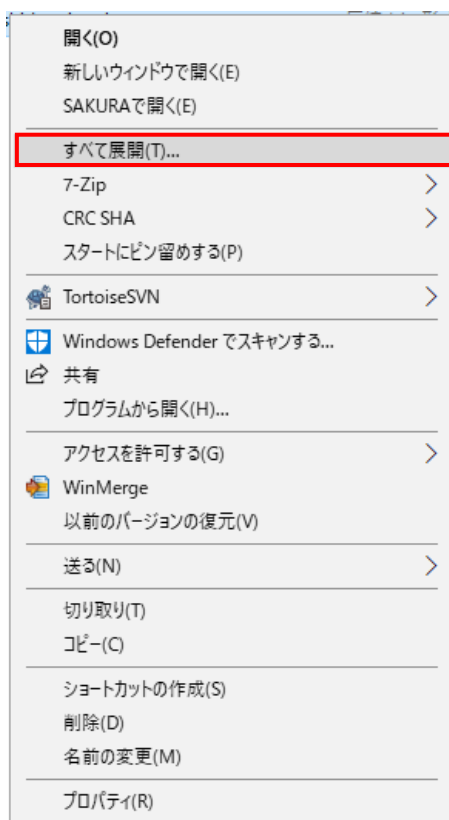 開く(O)
新しいウィンドウで開く(E)
SAKURAで開く(E)
すべて展開(T)...
7-Zip
CRC SHA
スタートにピン留めする(P)
TortoiseSVN
Windows Defender でスキャンする...
共有
プログラムから開く(H)...
アクセスを許可する(G)
WinMerge
以前のバージョンの復元(V)
送る(N)
切り取り(T)
コピー(C)
ショートカットの作成(S)
削除(D)
名前の変更(M)
プロパティ(R)